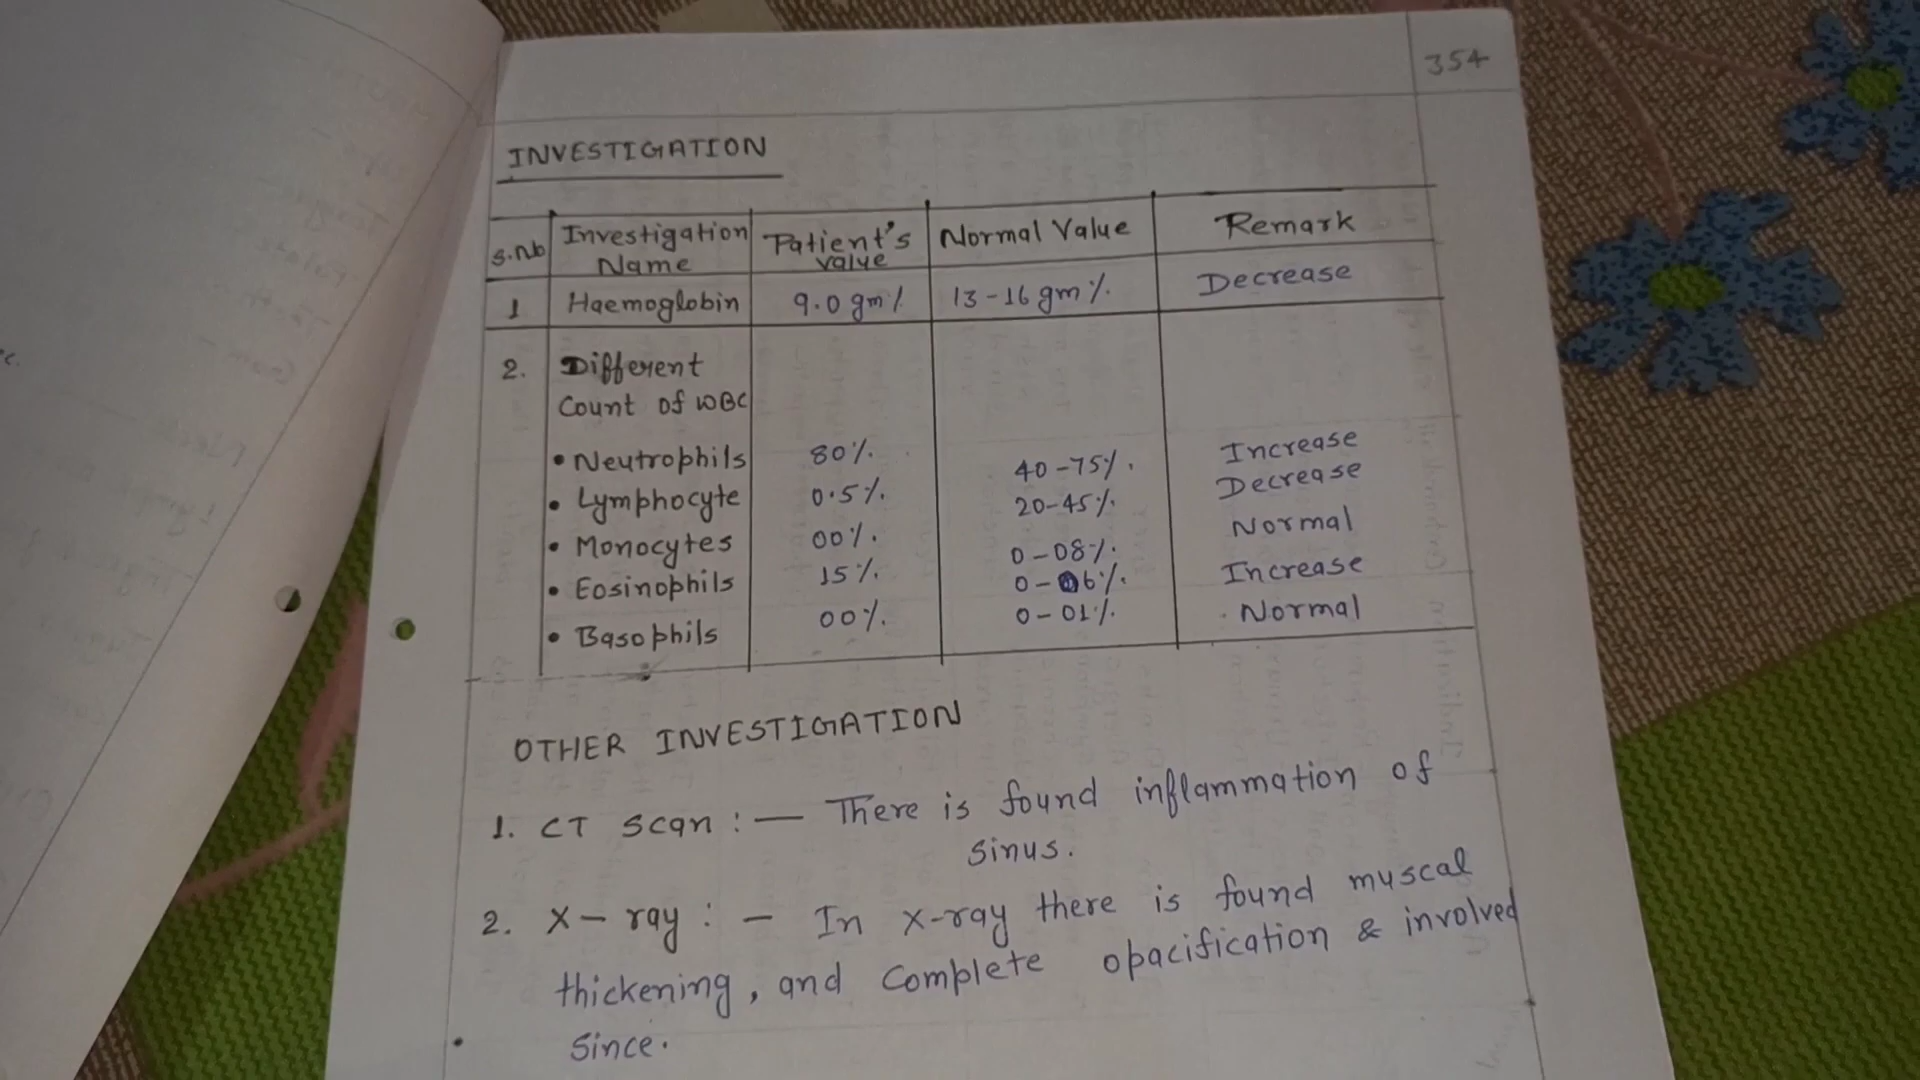 354
INVESTIGATION
S.No Investigation Name Patient's value Normal Value Remark
1 Haemoglobin 9.0 gm% 13-16 gm% Decrease
2. Different Count of WBC
• Neutrophils 80% 40-75% Increase
• Lymphocyte 0.5% 20-45% Decrease
• Monocytes 00% 0-08% Normal
• Eosinophils 15% 0-06% Increase
• Basophils 00% 0-01% Normal
OTHER INVESTIGATION
1. CT Scan : — There is found inflammation of
sinus.
2. X-ray : — In X-ray there is found muscal
thickening, and complete opacification & involved
since.